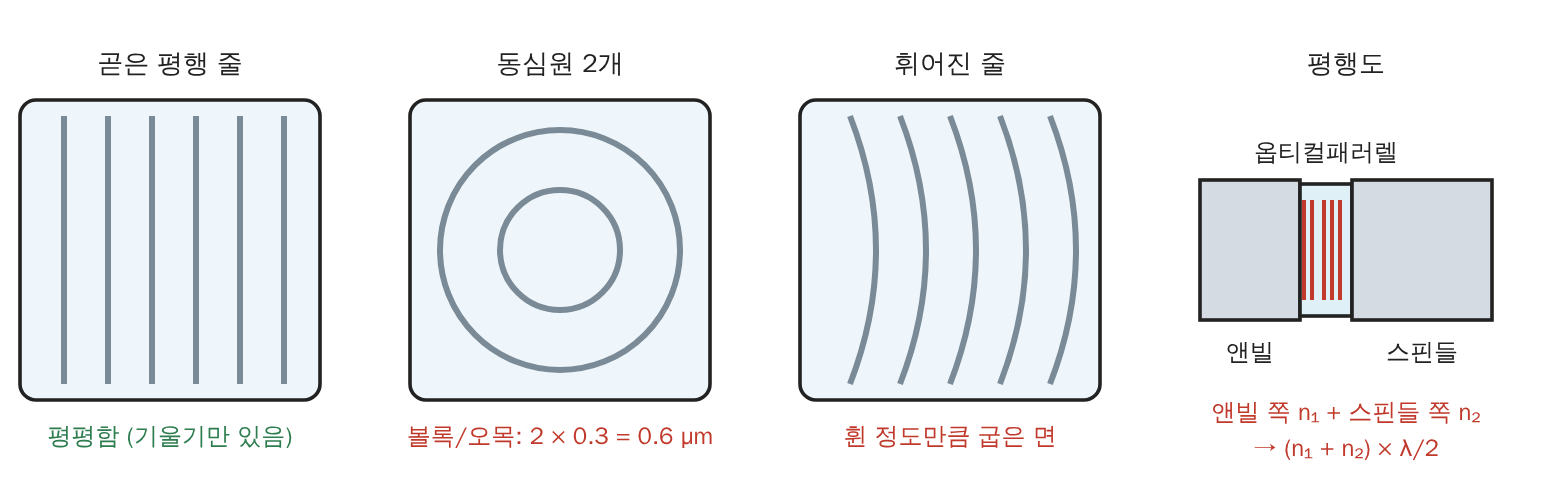 곧은 평행 줄
평평함 (기울기만 있음)
동심원 2개
볼록/오목: 2 × 0.3 = 0.6 μm
휘어진 줄
휜 정도만큼 굽은 면
평행도
옵티컬패러렐
앤빌
스핀들
앤빌 쪽 n₁ + 스핀들 쪽 n₂
→ (n₁ + n₂) × λ/2